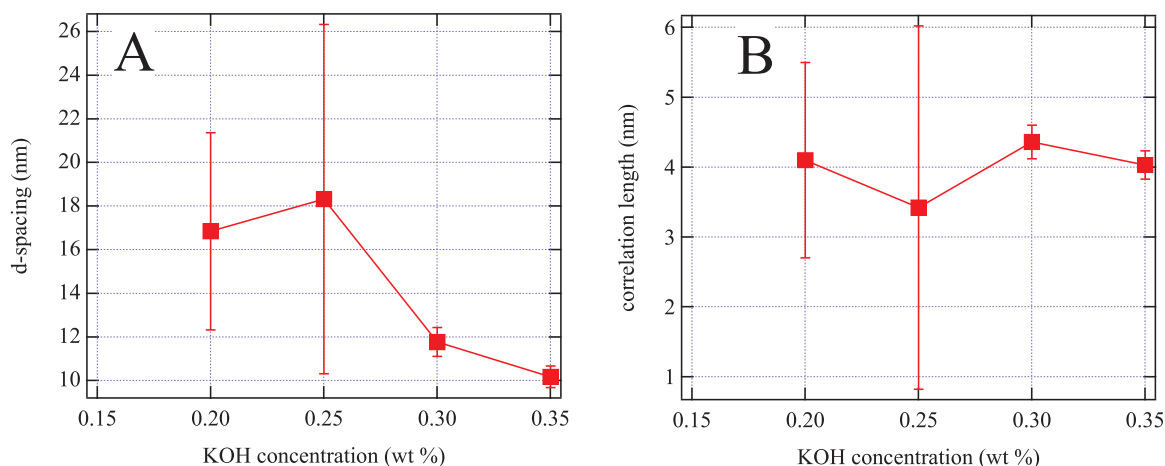 A
26
24
22
20
18
16
14
12
10
d-spacing (nm)
0.15 0.20 0.25 0.30 0.35
KOH concentration (wt %)
B
6
5
4
3
2
1
correlation length (nm)
0.15 0.20 0.25 0.30 0.35
KOH concentration (wt %)